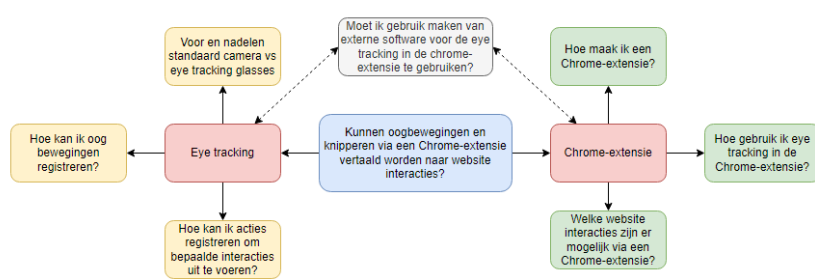 Voor en nadelen
standaard camera vs
eye tracking glasses
Moet ik gebruik maken van
externe software voor de eye
tracking in de chrome-
extensie te gebruiken?
Hoe maak ik een
Chrome-extensie?
Hoe kan ik oog
bewegingen
registreren?
Eye tracking
Kunnen oogbewegingen en
knipperen via een Chrome-extensie
vertaald worden naar website
interacties?
Chrome-extensie
Hoe gebruik ik eye
tracking in de
Chrome-extensie?
Hoe kan ik acties
registreren om
bepaalde interacties
uit te voeren?
Welke website
interacties zijn er
mogelijk via een
Chrome-extensie?